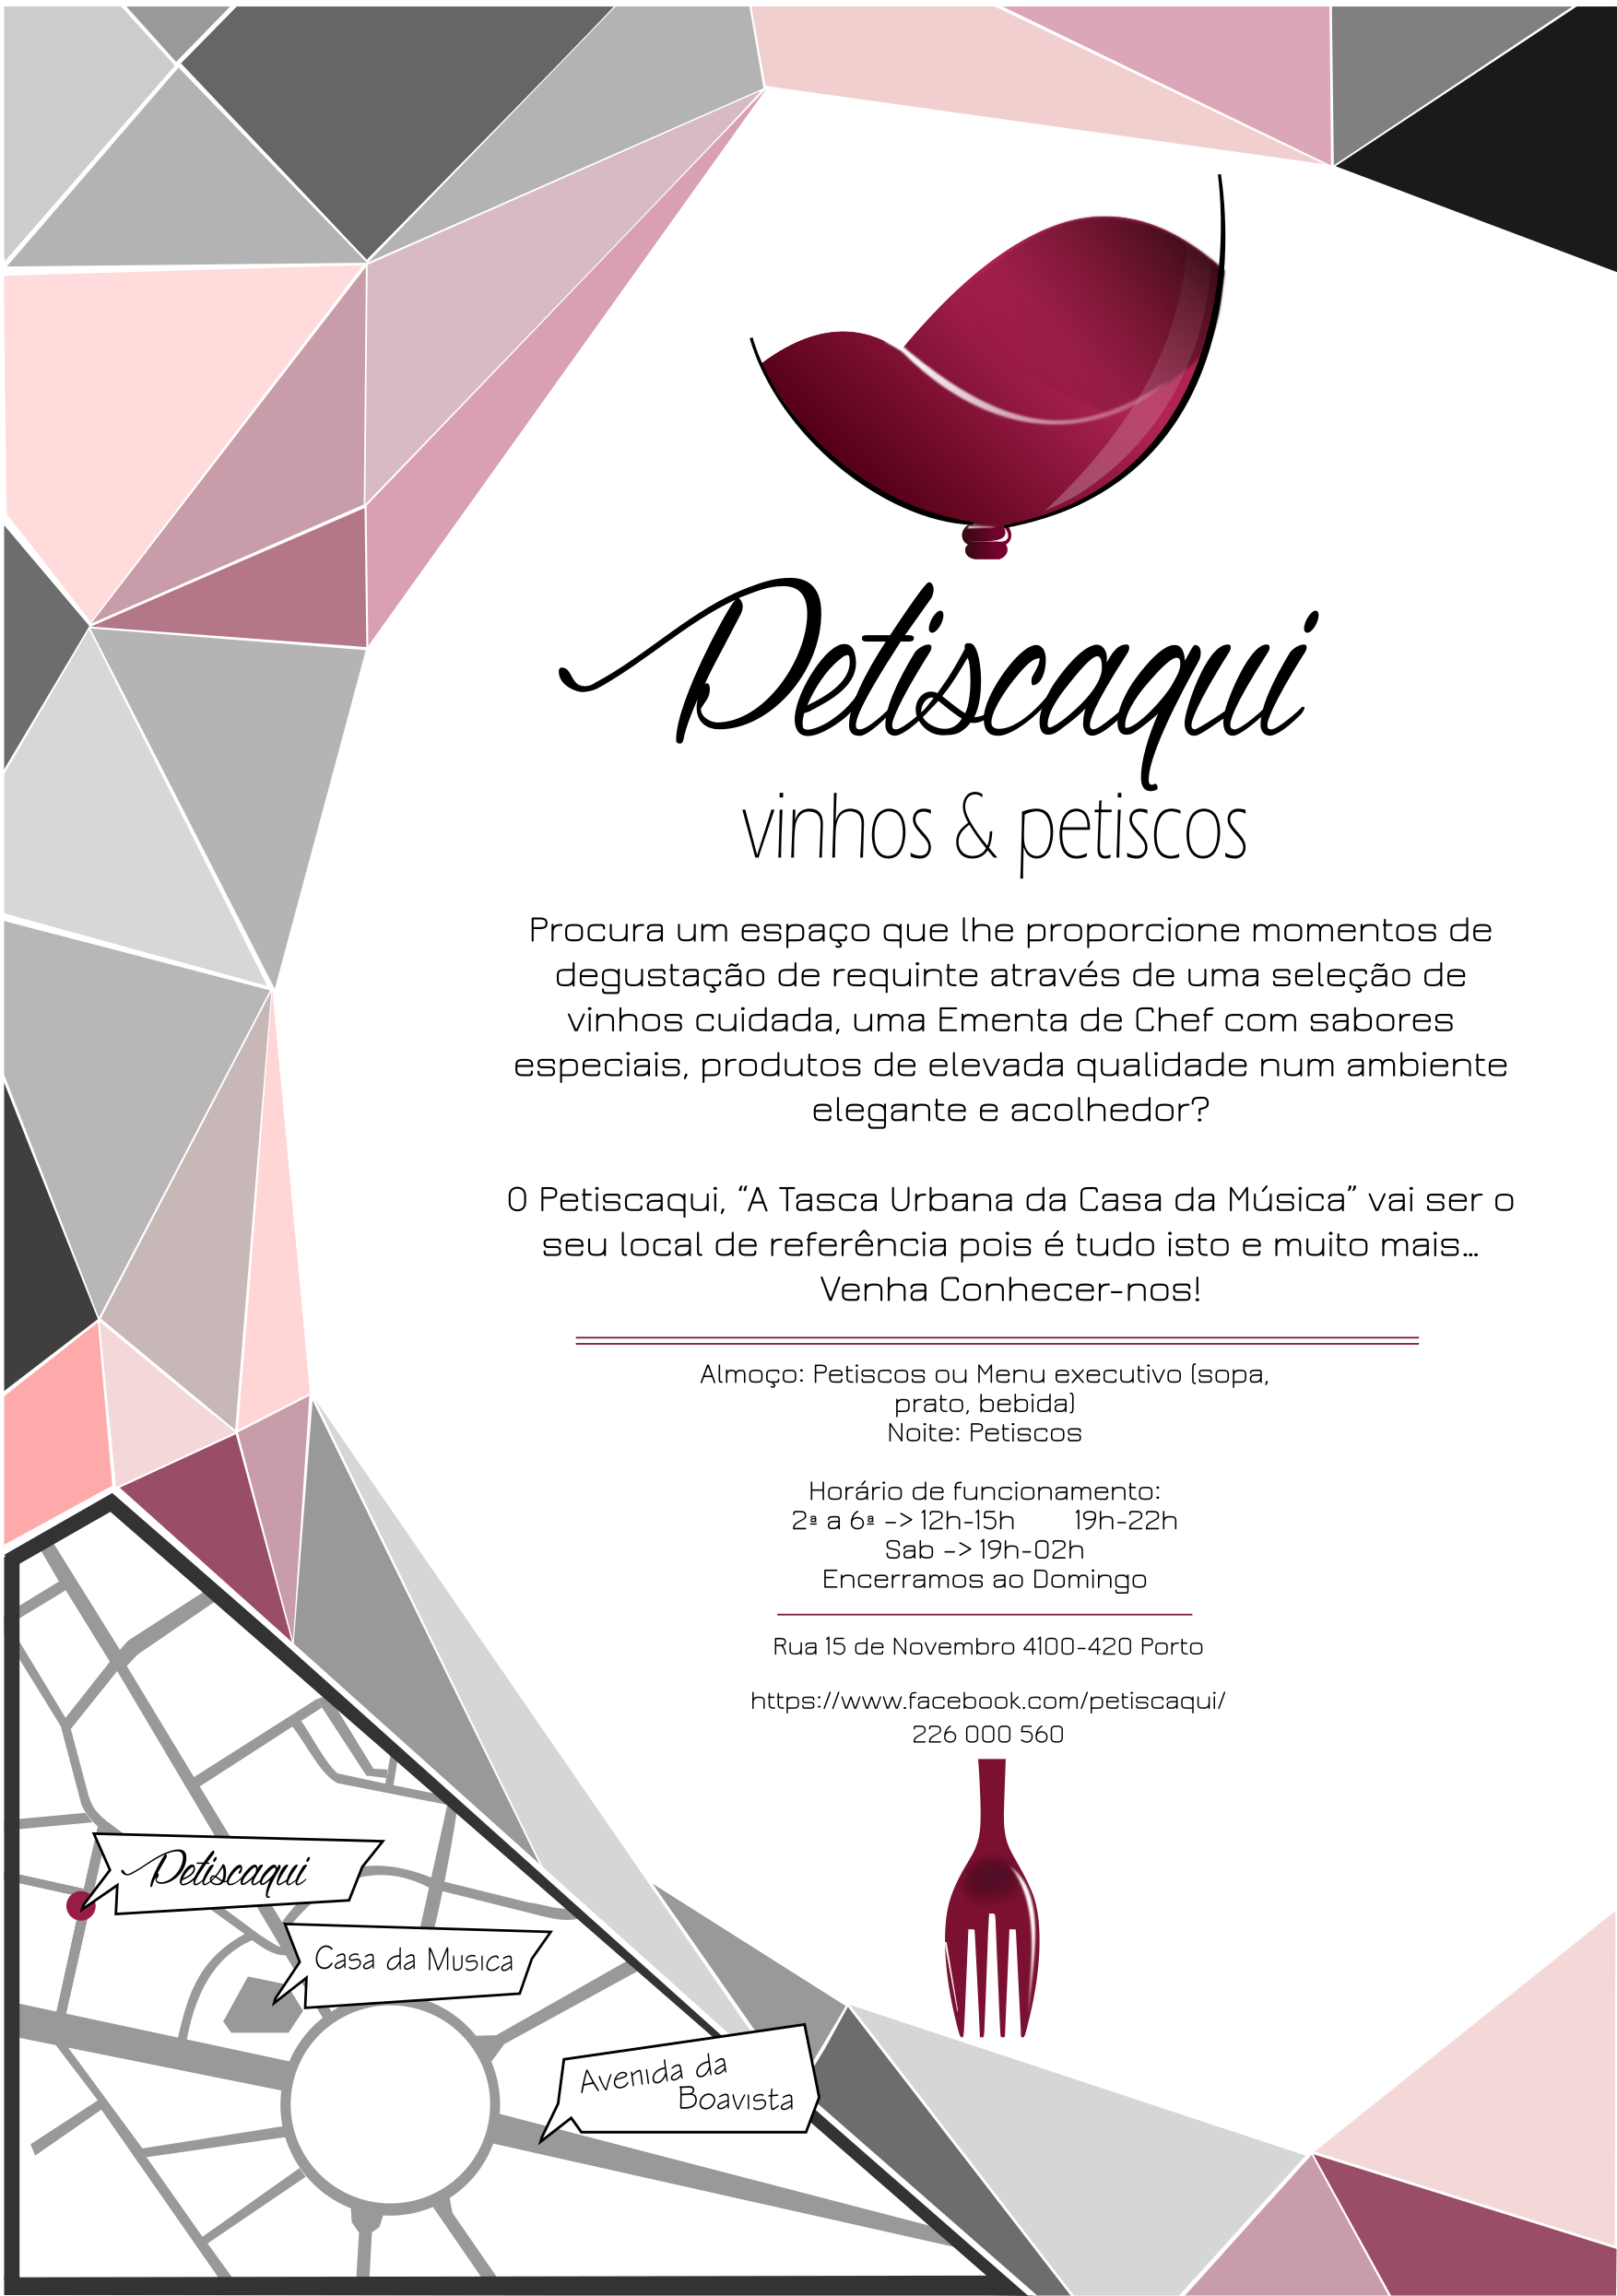 Petiscaqui
vinhos & petiscos
Procura um espaço que lhe proporcione momentos de
degustação de requinte através de uma seleção de
vinhos cuidada, uma Ementa de Chef com sabores
especiais, produtos de elevada qualidade num ambiente
elegante e acolhedor?
O Petiscaqui, “A Tasca Urbana da Casa da Música” vai ser o
seu local de referência pois é tudo isto e muito mais...
Venha Conhecer-nos!
Almoço: Petiscos ou Menu executivo (sopa,
prato, bebida)
Noite: Petiscos
Horário de funcionamento:
2ª a 6ª -> 12h-15h 19h-22h
Sab -> 19h-02h
Encerramos ao Domingo
Rua 15 de Novembro 4100-420 Porto
https://www.facebook.com/petiscaqui/
226 000 560
Petiscaqui
Casa da Musica
Avenida da
Boavista